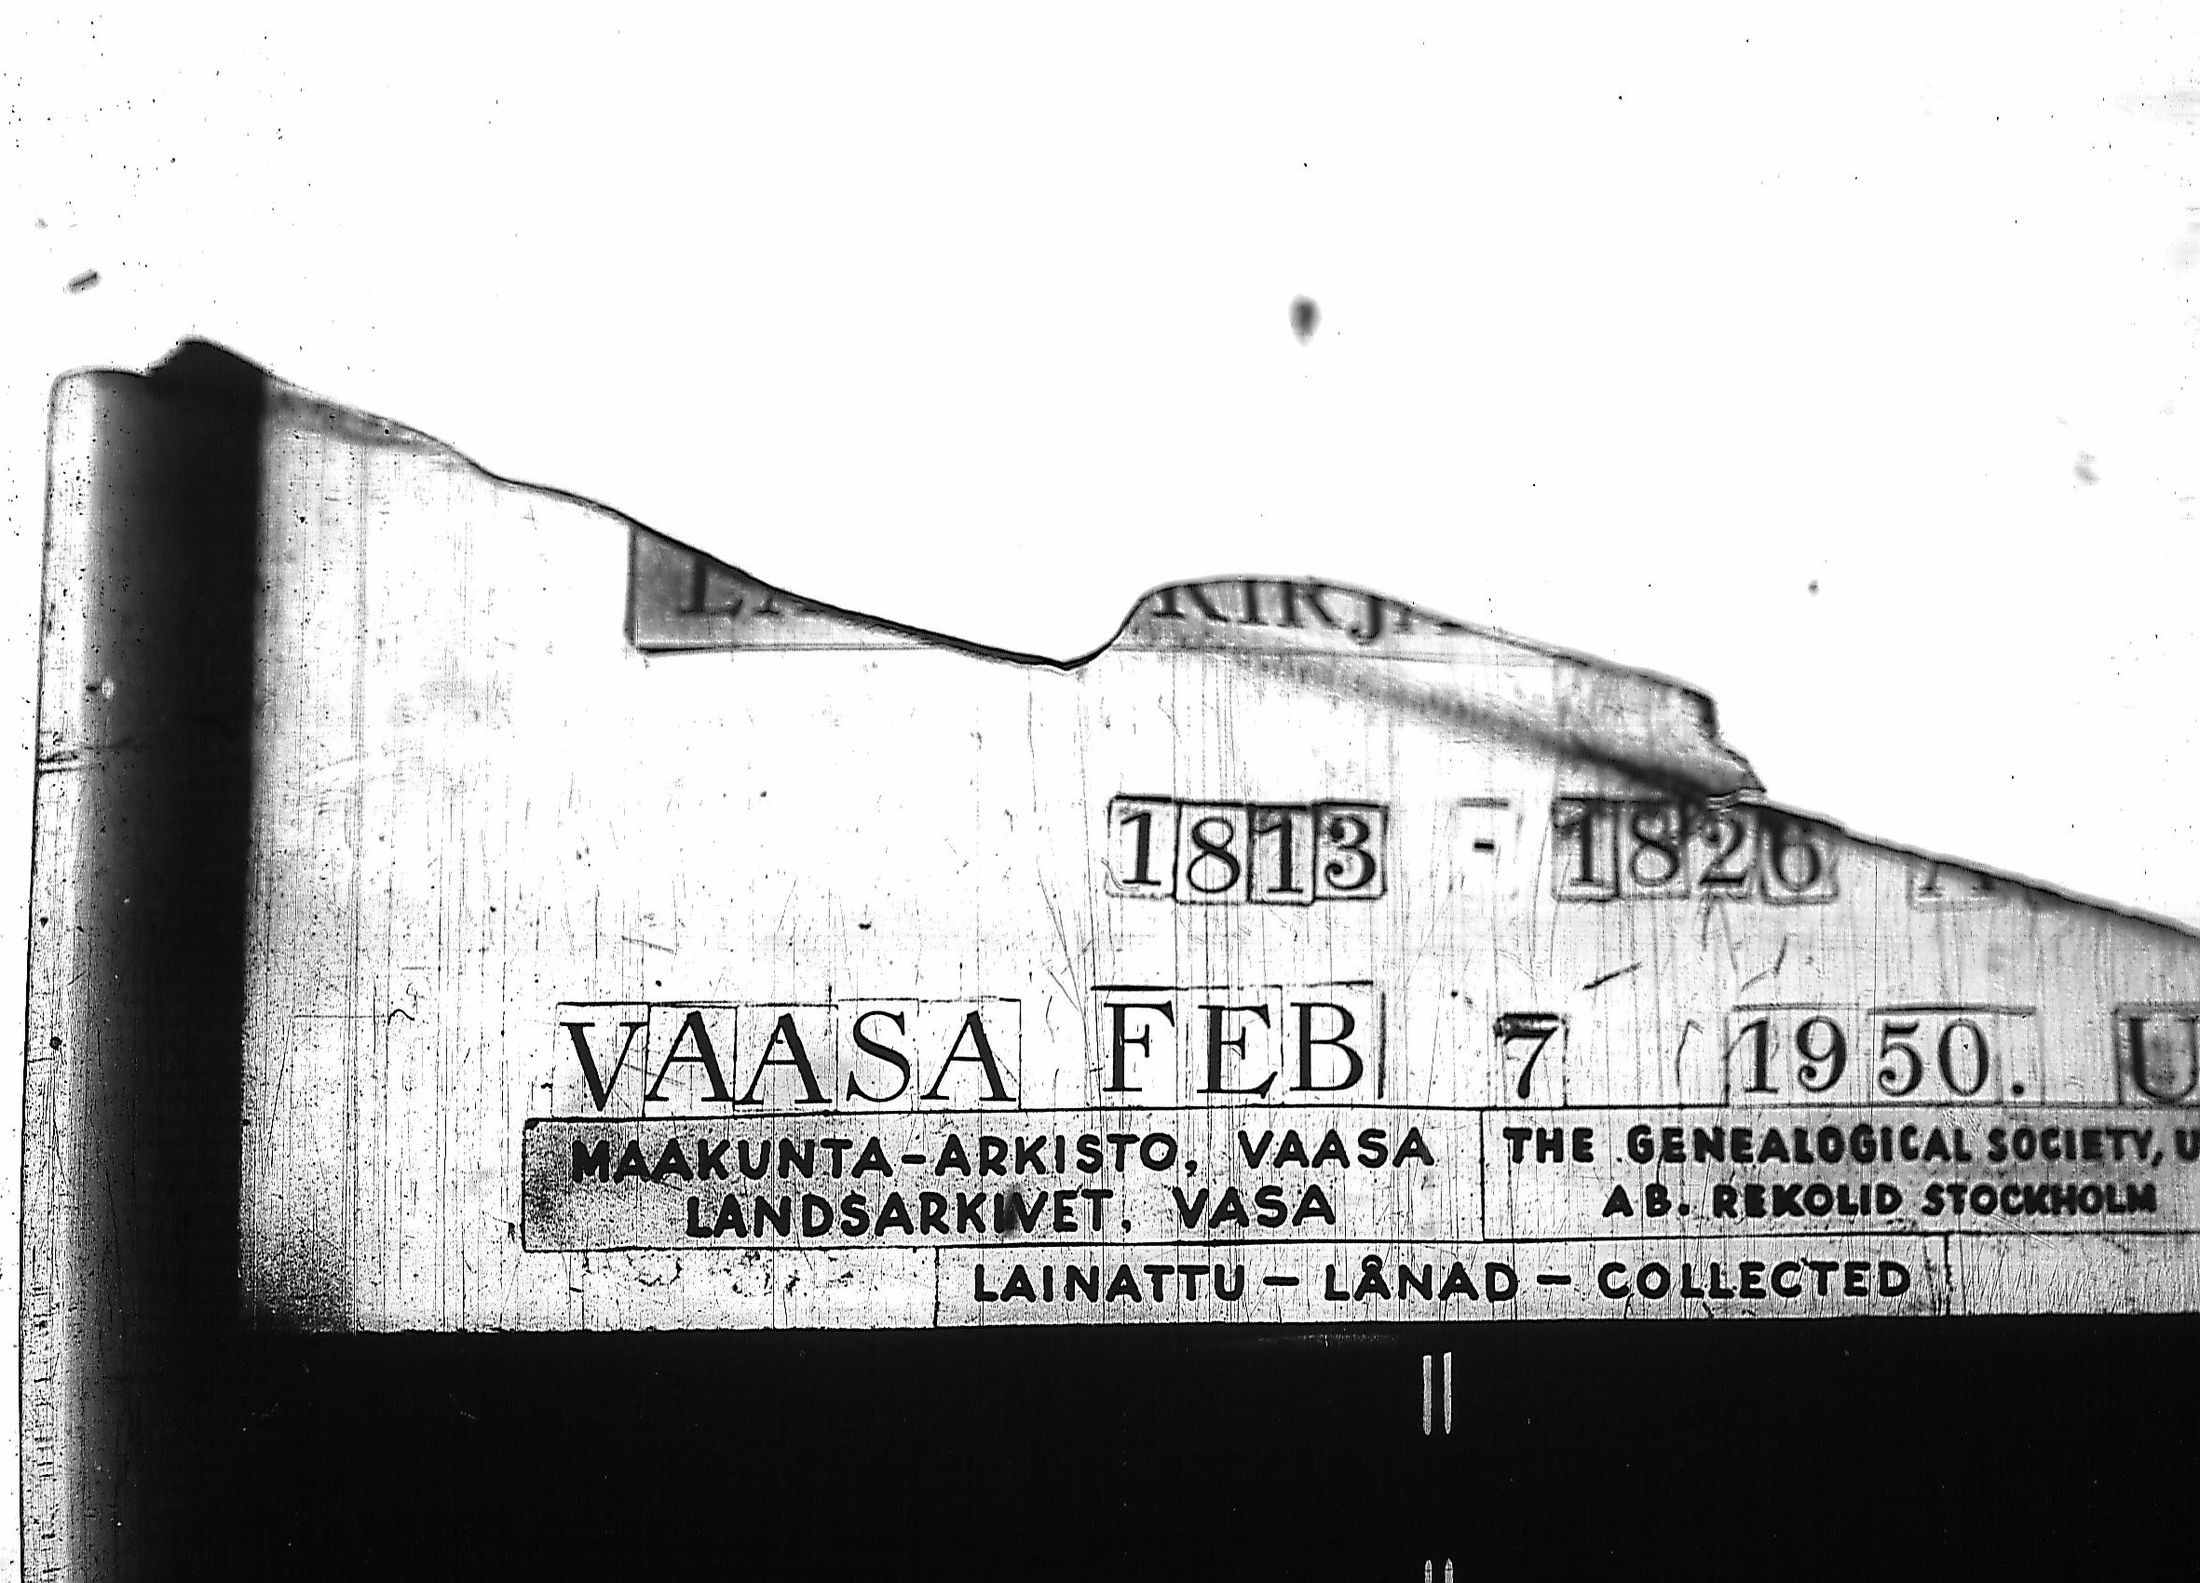 KIRJA
1813 - 1826
VAASA FEB 7 1950. U
MAAKUNTA-ARKISTO, VAASA
LANDSARKIVET, VASA
THE GENEALOGICAL SOCIETY, U
AB. REKOLID STOCKHOLM
LAINATTU - LÅNAD - COLLECTED